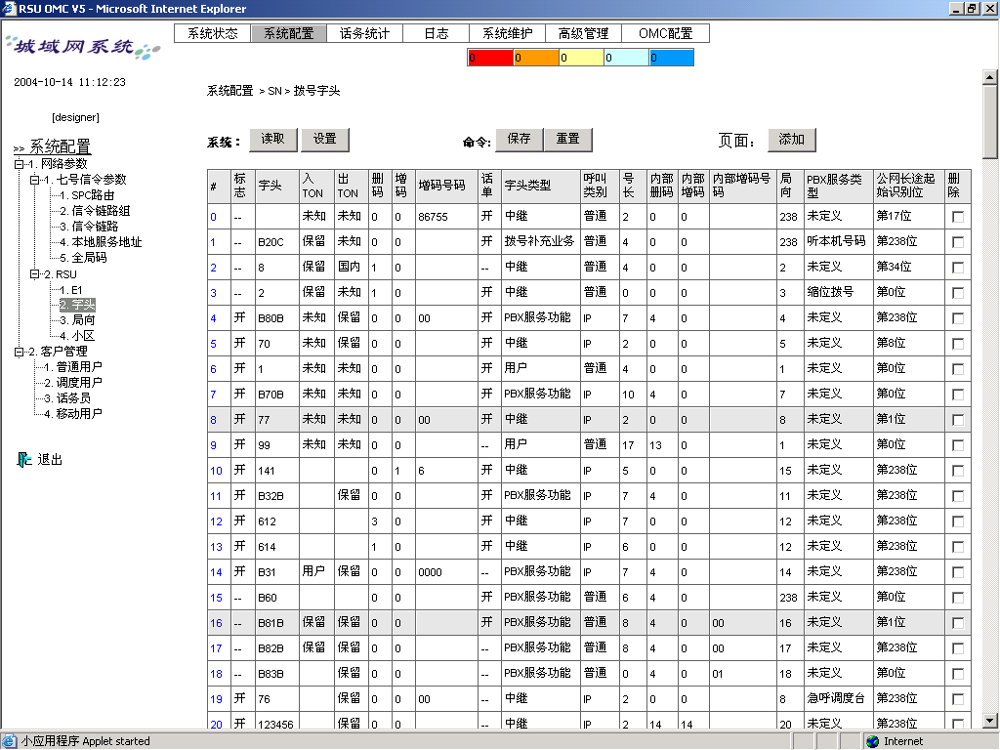 RSU OMC V5 - Microsoft Internet Explorer
城域网系统
系统状态 系统配置 话务统计 日志 系统维护 高级管理 OMC配置
0 0 0 0 0
2004-10-14 11:12:23
[designer]
>> 系统配置
1. 网络参数
1. 七号信令参数
1. SPC路由
2. 信令链路组
3. 信令链路
4. 本地服务地址
5. 全局码
2. RSU
1. E1
2. 字头
3. 局向
4. 小区
2. 客户管理
1. 普通用户
2. 调度用户
3. 话务员
4. 移动用户
退出
系统配置 > SN > 拨号字头
系统： 读取 设置 命令: 保存 重置 页面： 添加
# 标志 字头 入TON 出TON 删码 增码 增码号码 话单 字头类型 呼叫类别 号长 内部删码 内部增码 内部增码号码 局向 PBX服务类型 公网长途起始识别位 删除
0 -- 未知 未知 0 0 86755 开 中继 普通 2 0 0 238 未定义 第17位
1 -- B20C 保留 未知 0 0 开 拨号补充业务 普通 4 0 0 238 听本机号码 第238位
2 -- 8 保留 国内 1 0 -- 中继 普通 4 0 0 2 未定义 第34位
3 -- 2 保留 未知 1 0 开 中继 普通 0 0 0 3 缩位拨号 第0位
4 开 B80B 未知 保留 0 0 00 开 PBX服务功能 IP 7 4 0 4 未定义 第238位
5 开 70 未知 保留 0 0 开 中继 IP 2 0 0 5 未定义 第8位
6 开 1 未知 未知 0 0 开 用户 普通 4 0 0 1 未定义 第0位
7 开 B70B 未知 未知 0 0 开 PBX服务功能 IP 10 4 0 7 未定义 第0位
8 开 77 未知 未知 0 0 00 开 中继 IP 2 0 0 8 未定义 第1位
9 开 99 未知 未知 0 0 -- 用户 普通 17 13 0 1 未定义 第0位
10 开 141 0 1 6 开 中继 IP 5 0 0 15 未定义 第238位
11 开 B32B 保留 0 0 开 PBX服务功能 IP 7 4 0 11 未定义 第238位
12 开 612 3 0 开 中继 IP 7 0 0 12 未定义 第238位
13 开 614 1 0 开 中继 IP 6 0 0 12 未定义 第238位
14 开 B31 用户 保留 0 0 0000 -- PBX服务功能 IP 7 4 0 14 未定义 第238位
15 -- B60 0 0 开 PBX服务功能 普通 6 4 0 238 未定义 第0位
16 -- B81B 保留 保留 0 0 开 PBX服务功能 普通 8 4 0 00 16 未定义 第1位
17 -- B82B 保留 保留 0 0 -- PBX服务功能 普通 8 4 0 00 17 未定义 第238位
18 -- B83B 保留 0 0 -- PBX服务功能 普通 0 4 0 01 18 未定义 第0位
19 开 76 保留 0 0 00 -- 中继 IP 2 0 0 8 急呼调度台 第238位
20 开 123456 保留 0 0 -- 中继 IP 2 14 14 20 未定义 第238位
小应用程序 Applet started Internet